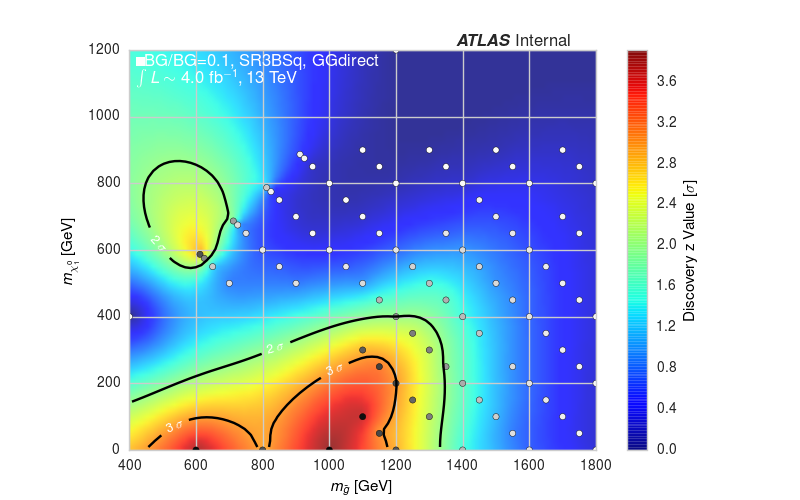 ATLAS Internal
BG/BG=0.1, SR3BSq, GGdirect
∫ L ~ 4.0 fb⁻¹, 13 TeV
1200
1000
800
600
400
200
0
m_χ̃₁⁰ [GeV]
2 σ
2 σ
3 σ
3 σ
400
600
800
1000
1200
1400
1600
1800
m_g̃ [GeV]
3.6
3.2
2.8
2.4
2.0
1.6
1.2
0.8
0.4
0.0
Discovery z Value [σ]